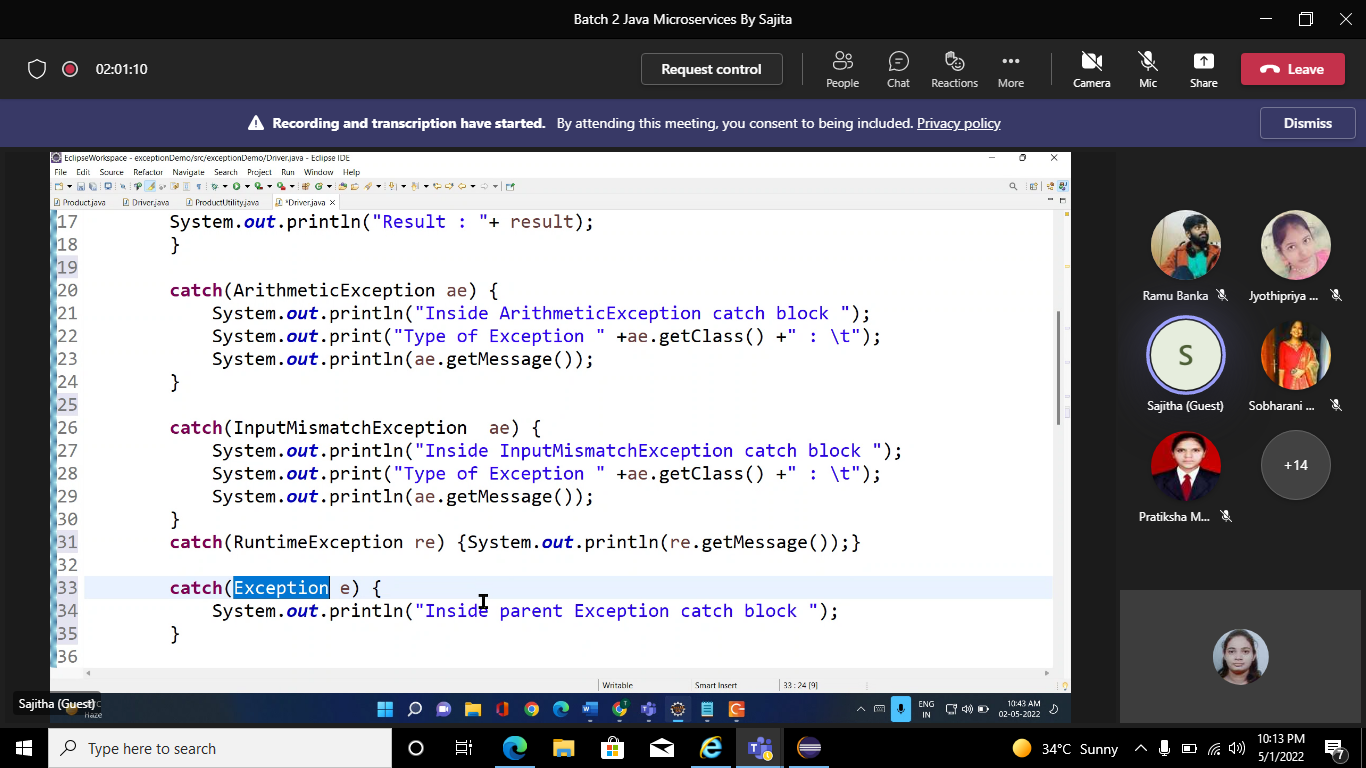 Batch 2 Java Microservices By Sajita
02:01:10
Request control
People
Chat
Reactions
More
Camera
Mic
Share
Leave
Recording and transcription have started. By attending this meeting, you consent to being included. Privacy policy
Dismiss
EclipseWorkspace - exceptionDemo/src/exceptionDemo/Driver.java - Eclipse IDE
File Edit Source Refactor Navigate Search Project Run Window Help
Product.java Driver.java ProductUtility.java *Driver.java
17 System.out.println("Result : "+ result);
18 }
19
20 catch(ArithmeticException ae) {
21 System.out.println("Inside ArithmeticException catch block ");
22 System.out.print("Type of Exception " +ae.getClass() +" : \t");
23 System.out.println(ae.getMessage());
24 }
25
26 catch(InputMismatchException ae) {
27 System.out.println("Inside InputMismatchException catch block ");
28 System.out.print("Type of Exception " +ae.getClass() +" : \t");
29 System.out.println(ae.getMessage());
30 }
31 catch(RuntimeException re) {System.out.println(re.getMessage());}
32
33 catch(Exception e) {
34 System.out.println("Inside parent Exception catch block ");
35 }
36
Writable Smart Insert 33 : 24 [9]
Ramu Banka
Jyothipriya ...
S
Sajitha (Guest)
Sobharani ...
Pratiksha M...
+14
Sajitha (Guest)
Haze
ENG
IN
10:43 AM
02-05-2022
Type here to search
34°C Sunny
10:13 PM
5/1/2022
7